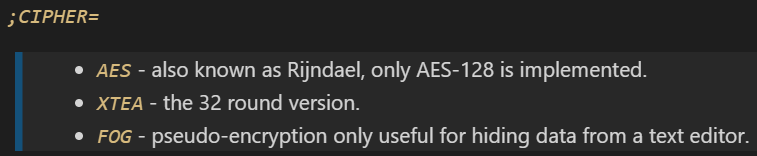 ;CIPHER=
• AES - also known as Rijndael, only AES-128 is implemented.
• XTEA - the 32 round version.
• FOG - pseudo-encryption only useful for hiding data from a text editor.